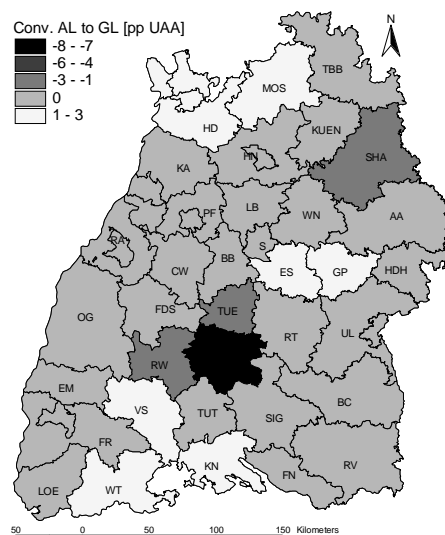 Conv. AL to GL [pp UAA]
-8 - -7
-6 - -4
-3 - -1
0
1 - 3
N
TBB
MOS
HD
KUEN
HN
SHA
KA
PF
LB
WN
AA
RA
S
CW
BB
ES
GP
HDH
OG
FDS
TUE
RT
UL
RW
EM
VS
BC
TUT
SIG
FR
KN
FN
RV
LOE
WT
50 0 50 100 150 Kilometers